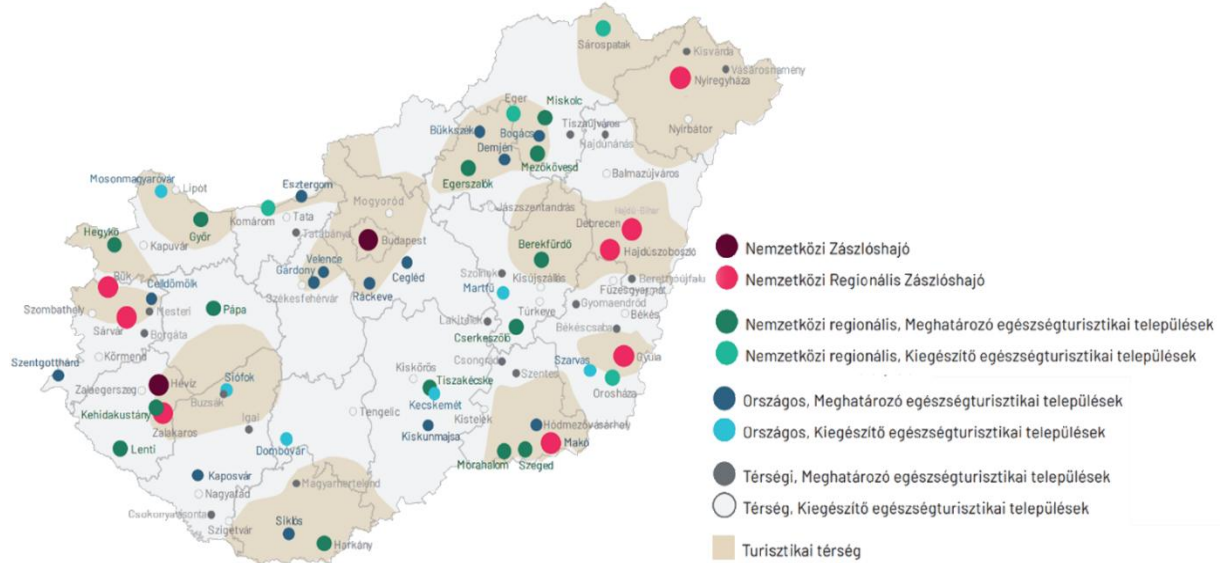 Sárospatak
Kisvárda
Vásárosnamény
Nyíregyháza
Eger
Miskolc
Tiszaújváros
Nyírbátor
Bükkszék
Bogács
Hajdúnánás
Demjén
Mezőkövesd
Egerszalók
Balmazújváros
Mosonmagyaróvár
Lipót
Esztergom
Mogyoród
Jászszentandrás
Komárom
Tata
Hegykő
Győr
Tatabánya
Budapest
Debrecen
Kapuvár
Berekfürdő
Hajdúszoboszló
Velence
Cegléd
Bük
Gárdony
Szolnok
Kisújszállás
Berettyóujfalu
Celldömölk
Székesfehérvár
Ráckeve
Martfű
Füzesgyarmat
Szombathely
Mesteri
Pápa
Túrkeve
Gyomaendrőd
Békés
Sárvár
Borgáta
Lakitelek
Békéscsaba
Cserkeszőlő
Körmend
Csongrád
Szarvas
Gyula
Szentgotthárd
Kiskőrös
Szentes
Zalaegerszeg
Hévíz
Siófok
Tiszakécske
Orosháza
Buzsák
Kecskemét
Kehidakustány
Tengelic
Kistelek
Zalakaros
Igal
Kiskunmajsa
Hódmezővásárhely
Makó
Lenti
Dombóvár
Mórahalom
Szeged
Kaposvár
Magyarhertelend
Nagyatád
Csokonyavisonta
Szigetvár
Siklós
Harkány
Nemzetközi Zászlóshajó
Nemzetközi Regionális Zászlóshajó
Nemzetközi regionális, Meghatározó egészségturisztikai települések
Nemzetközi regionális, Kiegészítő egészségturisztikai települések
Országos, Meghatározó egészségturisztikai települések
Országos, Kiegészítő egészségturisztikai települések
Térségi, Meghatározó egészségturisztikai települések
Térség, Kiegészítő egészségturisztikai települések
Turisztikai térség